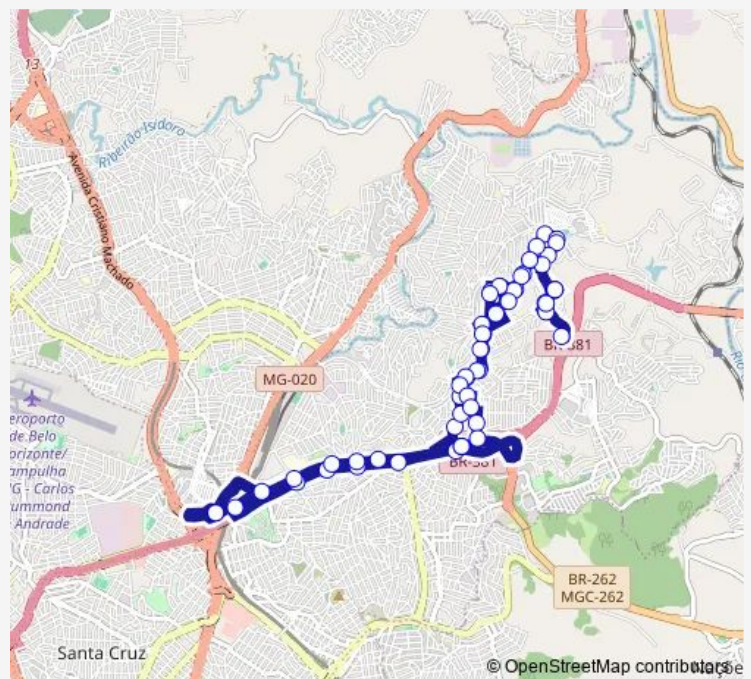 13
Ribeirão Isidoro
Avenida Cristiano Machado
MG-020
BR-381
BR-381
eroporto
de Belo
orizonte/
ampulha
G - Carlos
rummond
Andrade
BR-262
MGC-262
Santa Cruz
Rio
© OpenStreetMap contributors